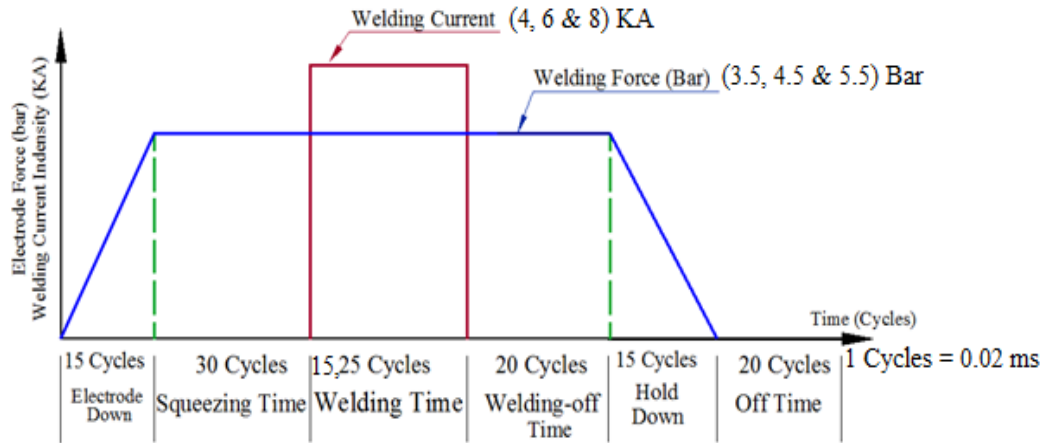 Welding Current (4, 6 & 8) KA
Welding Force (Bar) (3.5, 4.5 & 5.5) Bar
Electrode Force (bar)
Welding Current Indensity (KA)
Time (Cycles)
15 Cycles
Electrode
Down
30 Cycles
Squeezing Time
15,25 Cycles
Welding Time
20 Cycles
Welding-off
Time
15 Cycles
Hold
Down
20 Cycles
Off Time
1 Cycles = 0.02 ms